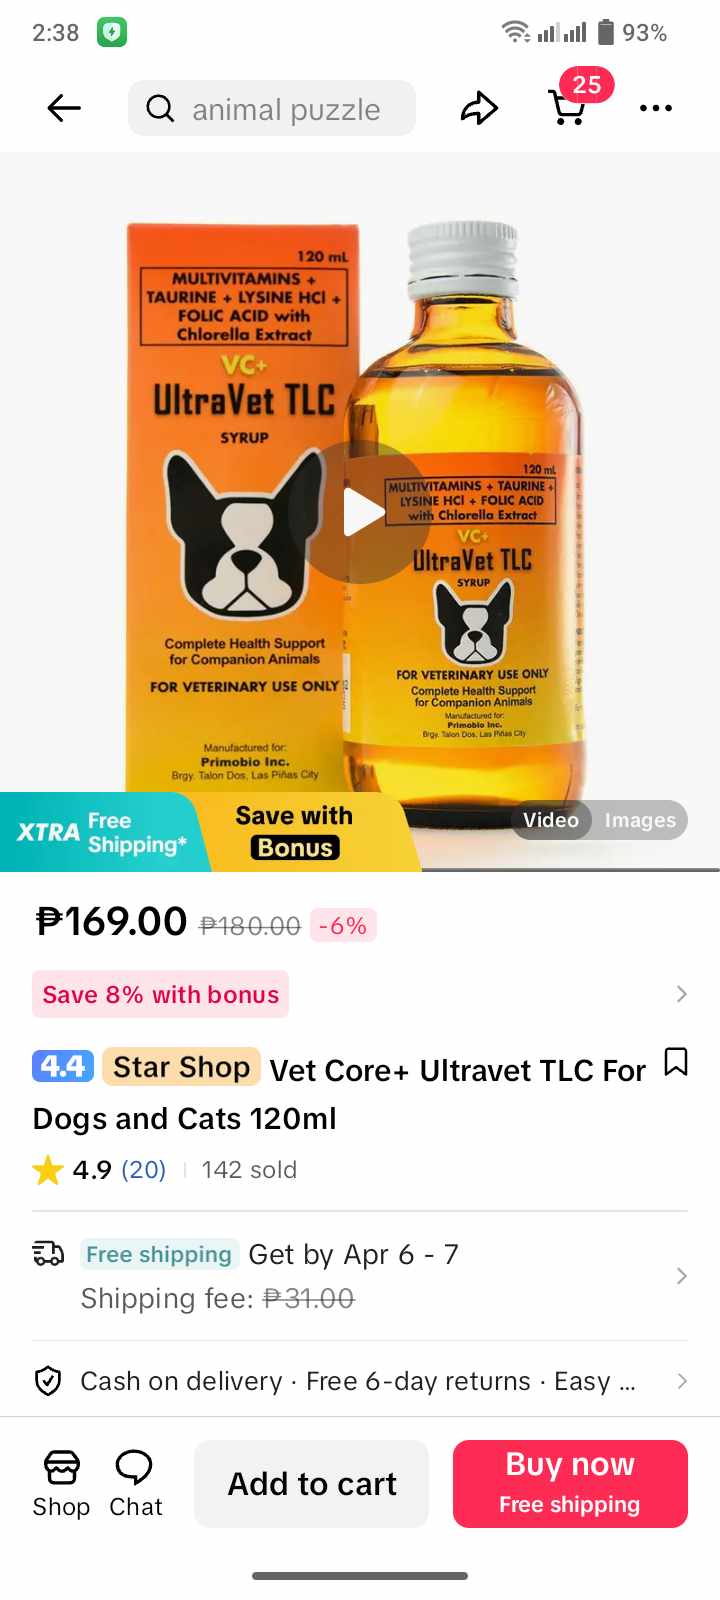 2:38
93%
animal puzzle
25
120 mL
MULTIVITAMINS +
TAURINE + LYSINE HCl +
FOLIC ACID with
Chlorella Extract
VC+
UltraVet TLC
SYRUP
Complete Health Support
for Companion Animals
FOR VETERINARY USE ONLY
Manufactured for:
Primobio Inc.
Brgy. Talon Dos, Las Piñas City
120 mL
MULTIVITAMINS + TAURINE +
LYSINE HCl + FOLIC ACID
with Chlorella Extract
VC+
UltraVet TLC
SYRUP
FOR VETERINARY USE ONLY
Complete Health Support
for Companion Animals
Manufactured for:
Primobio Inc.
Brgy. Talon Dos, Las Piñas City
XTRA Free Shipping*
Save with
Bonus
Video Images
₱169.00 ₱180.00 -6%
Save 8% with bonus
4.4 Star Shop Vet Core+ Ultravet TLC For
Dogs and Cats 120ml
4.9 (20) 142 sold
Free shipping Get by Apr 6 - 7
Shipping fee: ₱31.00
Cash on delivery · Free 6-day returns · Easy ...
Shop Chat
Add to cart
Buy now
Free shipping